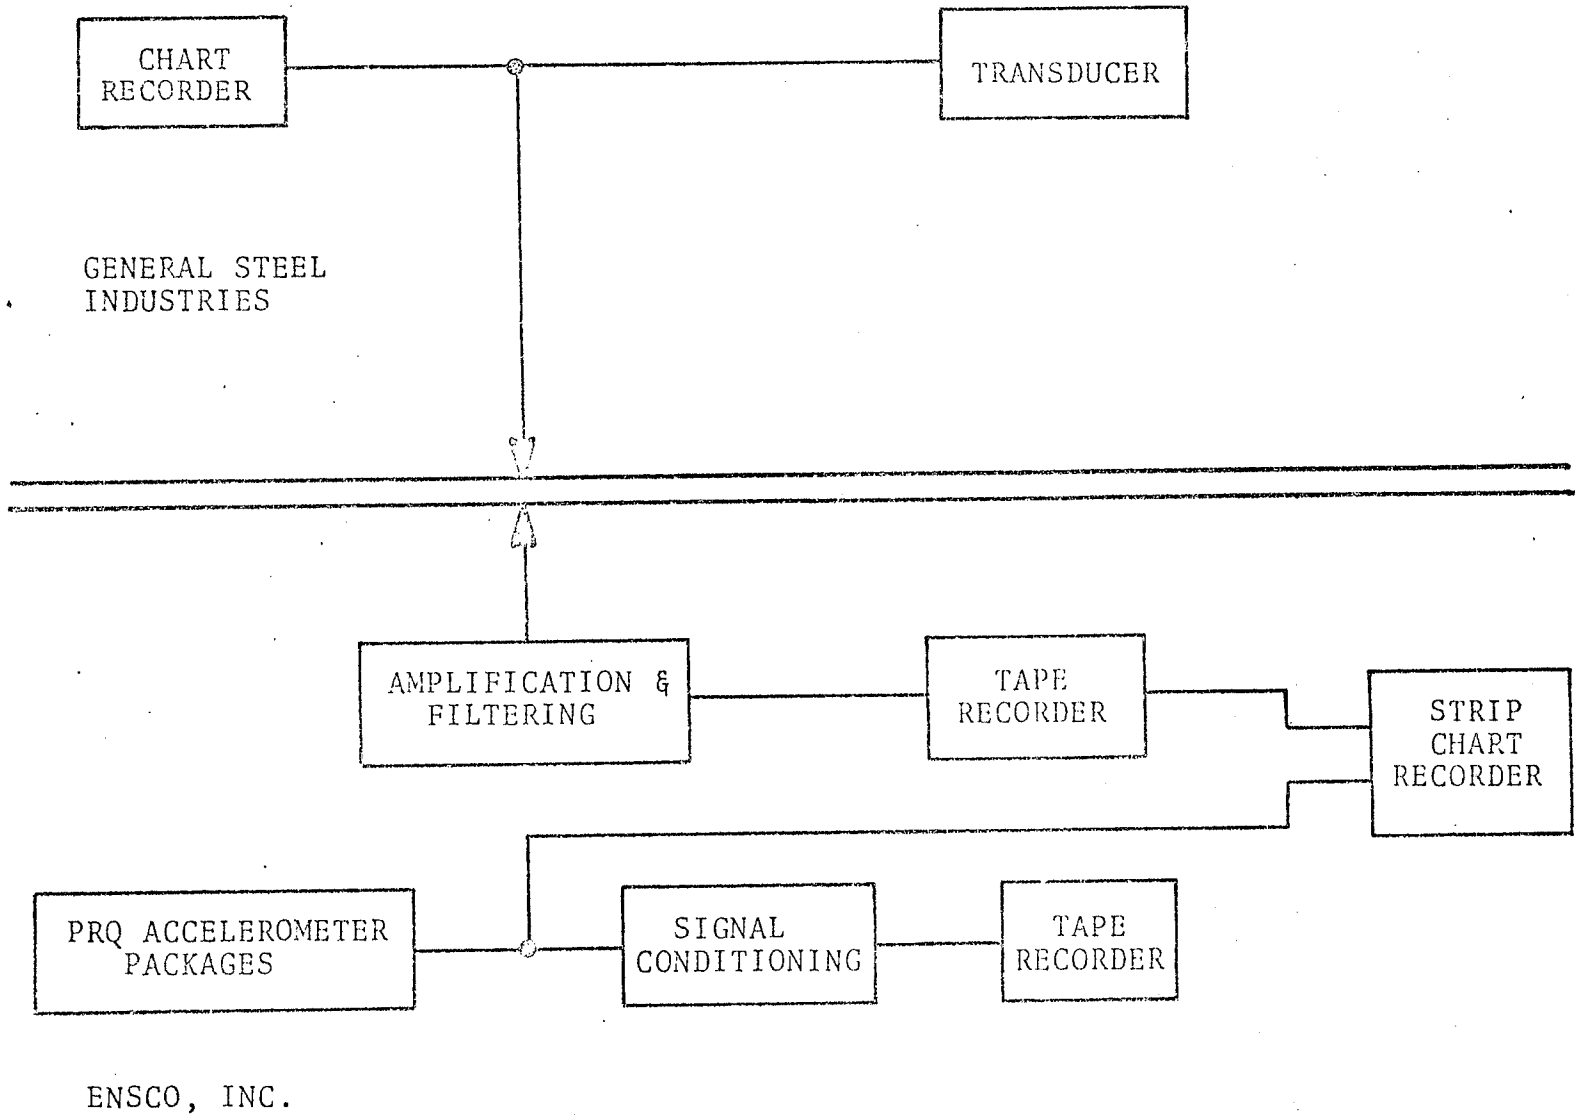 CHART
RECORDER
TRANSDUCER
GENERAL STEEL
INDUSTRIES
AMPLIFICATION &
FILTERING
TAPE
RECORDER
STRIP
CHART
RECORDER
PRQ ACCELEROMETER
PACKAGES
SIGNAL
CONDITIONING
TAPE
RECORDER
ENSCO, INC.